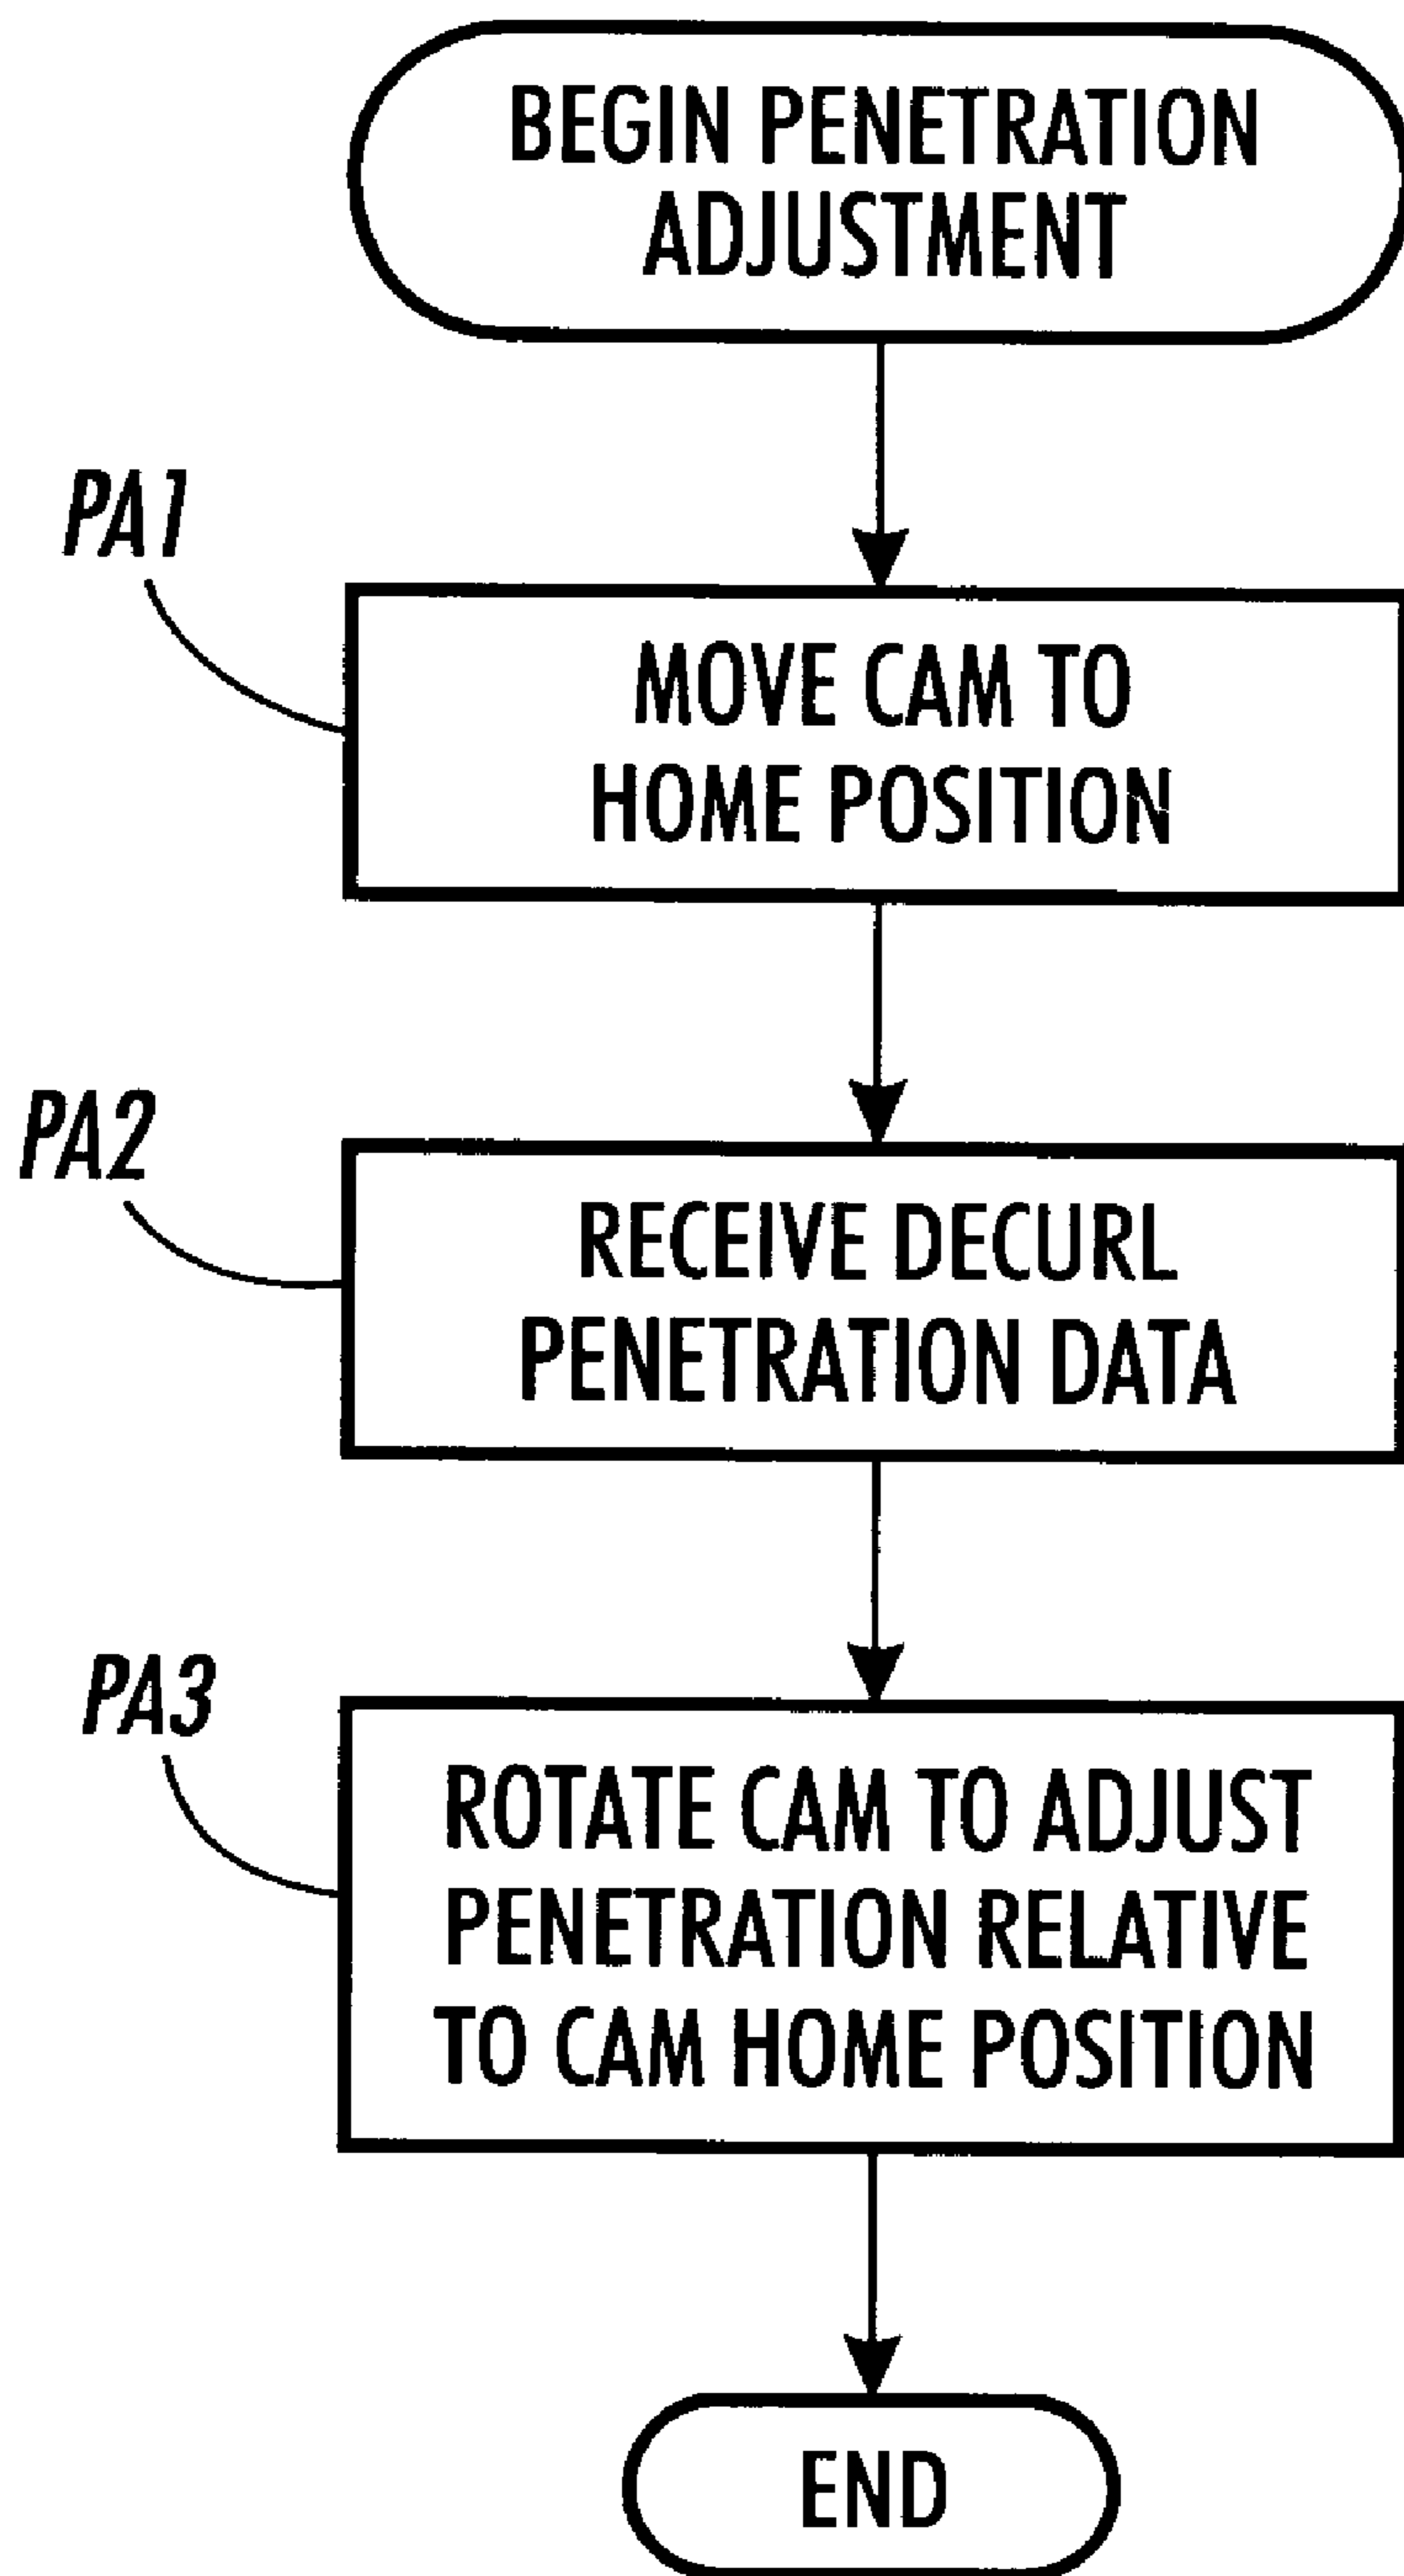 BEGIN PENETRATION
ADJUSTMENT
PA1
MOVE CAM TO
HOME POSITION
PA2
RECEIVE DECURL
PENETRATION DATA
PA3
ROTATE CAM TO ADJUST
PENETRATION RELATIVE
TO CAM HOME POSITION
END